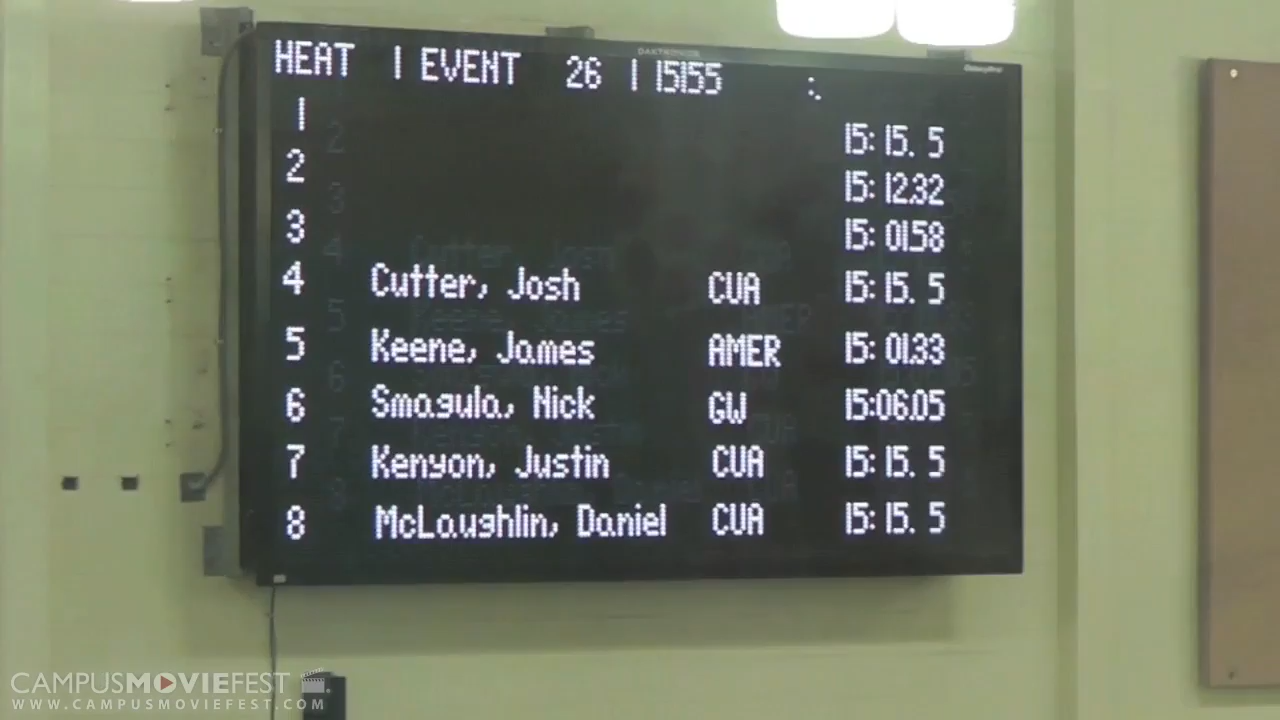 DAKTRONICS
HEAT | EVENT 26 | 15155 :.
1 15:15. 5
2 15:12.32
3 15:01.58
4 Cutter, Josh CUA 15:15. 5
5 Keene, James AMER 15:01.33
6 Smagula, Nick GW 15:06.05
7 Kenyon, Justin CUA 15:15. 5
8 McLaughlin, Daniel CUA 15:15. 5
CAMPUSMOVIEFEST
WWW.CAMPUSMOVIEFEST.COM